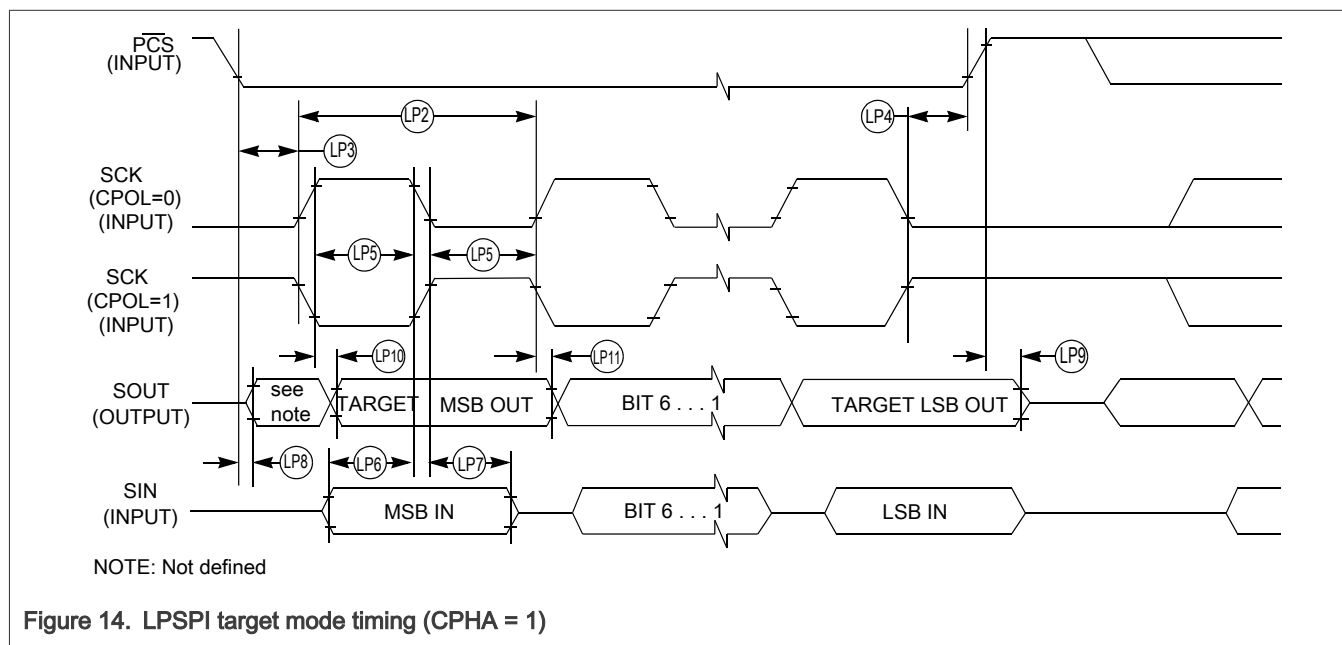 PCS
(INPUT)
LP2
LP4
LP3
SCK
(CPOL=0)
(INPUT)
LP5
LP5
SCK
(CPOL=1)
(INPUT)
LP10
LP11
LP9
SOUT
(OUTPUT)
see
note
TARGET
MSB OUT
BIT 6 . . . 1
TARGET LSB OUT
LP8
LP6
LP7
SIN
(INPUT)
MSB IN
BIT 6 . . . 1
LSB IN
NOTE: Not defined
Figure 14. LPSPI target mode timing (CPHA = 1)